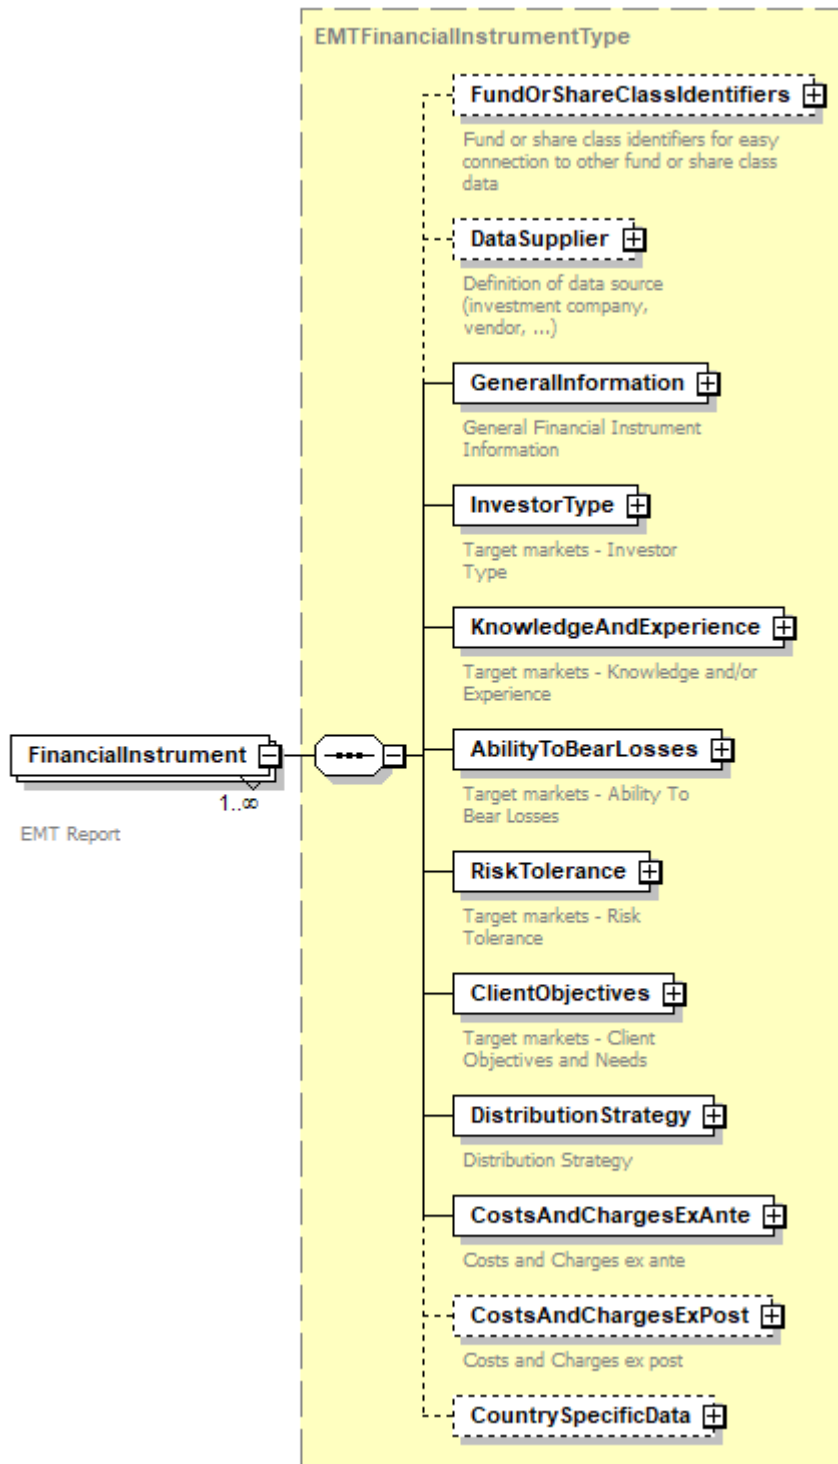 EMTFinancialInstrumentType
FundOrShareClassIdentifiers
Fund or share class identifiers for easy
connection to other fund or share class
data
DataSupplier
Definition of data source
(investment company,
vendor, ...)
GeneralInformation
General Financial Instrument
Information
InvestorType
Target markets - Investor
Type
KnowledgeAndExperience
Target markets - Knowledge and/or
Experience
FinancialInstrument
1..∞
EMT Report
AbilityToBearLosses
Target markets - Ability To
Bear Losses
RiskTolerance
Target markets - Risk
Tolerance
ClientObjectives
Target markets - Client
Objectives and Needs
DistributionStrategy
Distribution Strategy
CostsAndChargesExAnte
Costs and Charges ex ante
CostsAndChargesExPost
Costs and Charges ex post
CountrySpecificData